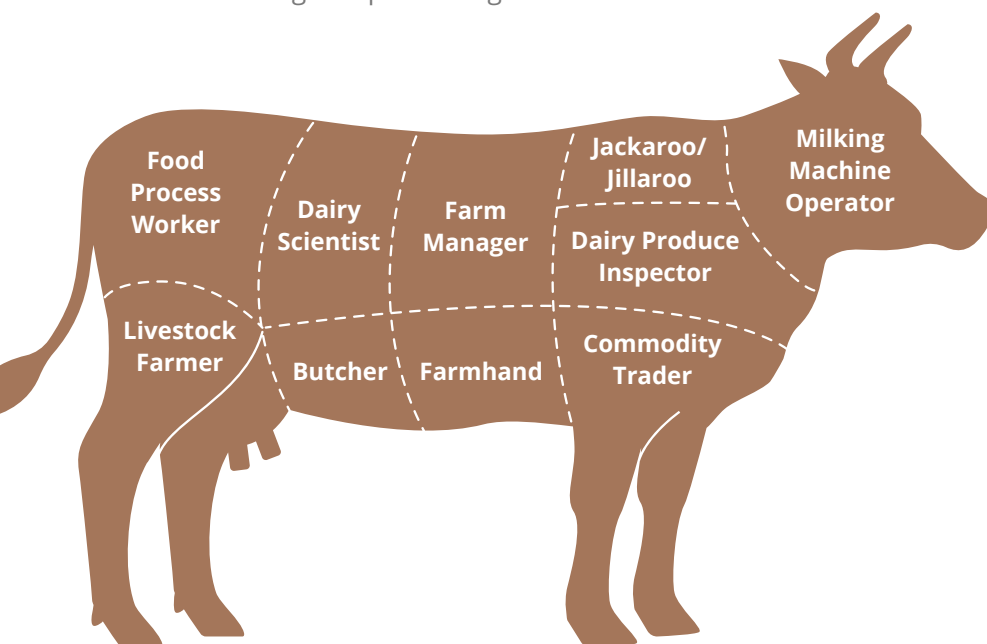 Food
Process
Worker
Dairy
Scientist
Farm
Manager
Jackaroo/
Jillaroo
Milking
Machine
Operator
Dairy Produce
Inspector
Livestock
Farmer
Butcher
Farmhand
Commodity
Trader